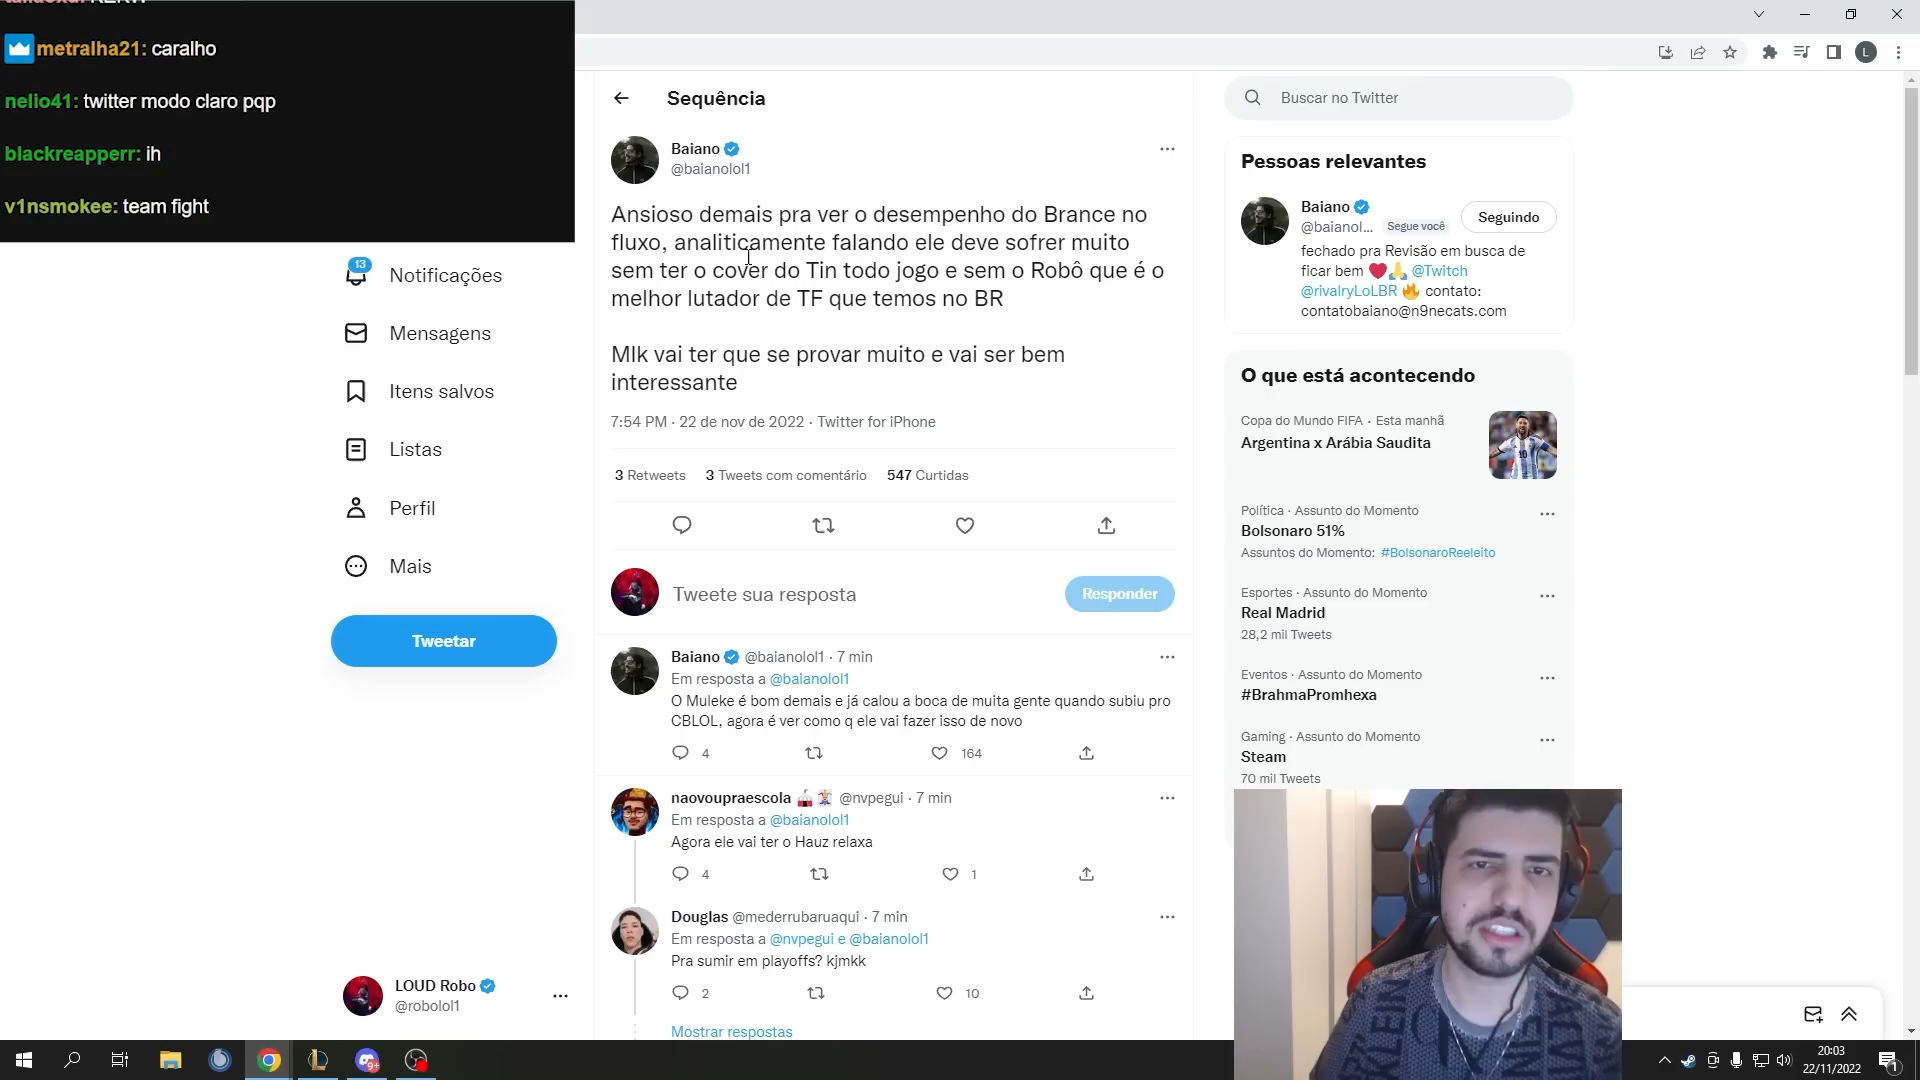 metralha21: caralho
nelio41: twitter modo claro pqp
blackreapperr: ih
v1nsmokee: team fight
L
13
Notificações
Mensagens
Itens salvos
Listas
Perfil
Mais
Tweetar
LOUD Robo
@robolol1
Sequência
Baiano
@baianolol1
Ansioso demais pra ver o desempenho do Brance no
fluxo, analiticamente falando ele deve sofrer muito
sem ter o cover do Tin todo jogo e sem o Robô que é o
melhor lutador de TF que temos no BR
Mlk vai ter que se provar muito e vai ser bem
interessante
7:54 PM · 22 de nov de 2022 · Twitter for iPhone
3 Retweets 3 Tweets com comentário 547 Curtidas
Tweete sua resposta
Responder
Baiano @baianolol1 · 7 min
Em resposta a @baianolol1
O Muleke é bom demais e já calou a boca de muita gente quando subiu pro
CBLOL, agora é ver como q ele vai fazer isso de novo
4 164
naovoupraescola @nvpegui · 7 min
Em resposta a @baianolol1
Agora ele vai ter o Hauz relaxa
4 1
Douglas @mederrubaruaqui · 7 min
Em resposta a @nvpegui e @baianolol1
Pra sumir em playoffs? kjmkk
2 10
Mostrar respostas
Buscar no Twitter
Pessoas relevantes
Baiano
@baianol... Segue você
Seguindo
fechado pra Revisão em busca de
ficar bem ❤️🙏 @Twitch
@rivalryLoLBR 🔥 contato:
contatobaiano@n9necats.com
O que está acontecendo
Copa do Mundo FIFA · Esta manhã
Argentina x Arábia Saudita
Política · Assunto do Momento
Bolsonaro 51%
Assuntos do Momento: #BolsonaroReeleito
Esportes · Assunto do Momento
Real Madrid
28,2 mil Tweets
Eventos · Assunto do Momento
#BrahmaPromhexa
Gaming · Assunto do Momento
Steam
70 mil Tweets
9+
20:03
22/11/2022
1